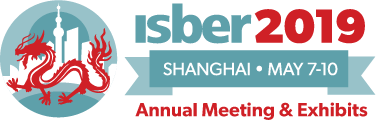 isber2019
SHANGHAI • MAY 7-10
Annual Meeting & Exhibits